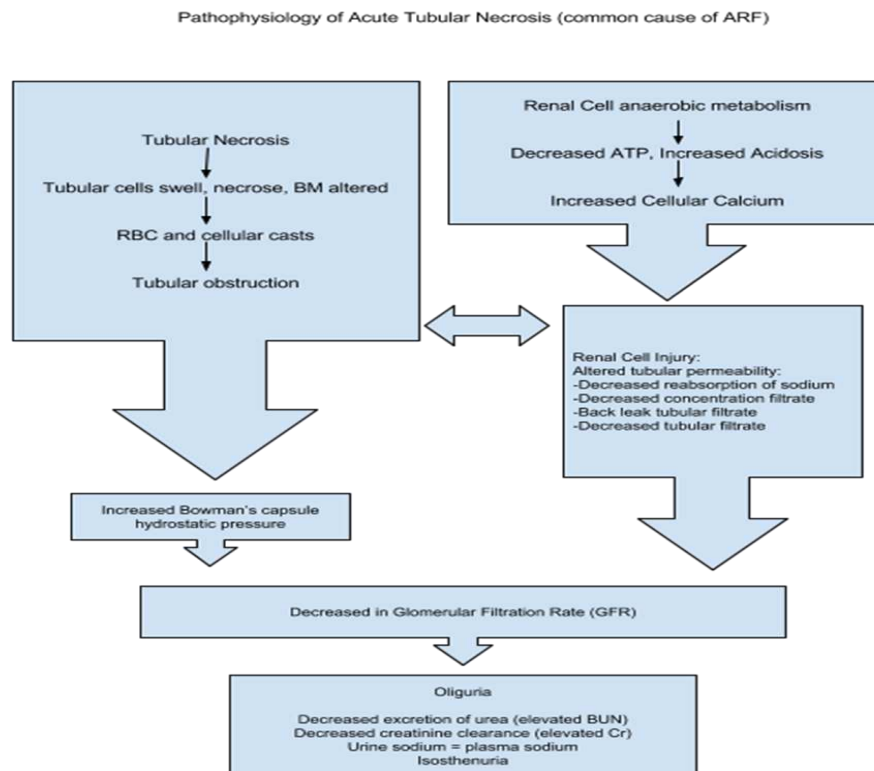 Pathophysiology of Acute Tubular Necrosis (common cause of ARF)
Tubular Necrosis
Tubular cells swell, necrose, BM altered
RBC and cellular casts
Tubular obstruction
Renal Cell anaerobic metabolism
Decreased ATP, Increased Acidosis
Increased Cellular Calcium
Renal Cell Injury:
Altered tubular permeability:
-Decreased reabsorption of sodium
-Decreased concentration filtrate
-Back leak tubular filtrate
-Decreased tubular filtrate
Increased Bowman's capsule
hydrostatic pressure
Decreased in Glomerular Filtration Rate (GFR)
Oliguria
Decreased excretion of urea (elevated BUN)
Decreased creatinine clearance (elevated Cr)
Urine sodium = plasma sodium
Isosthenuria